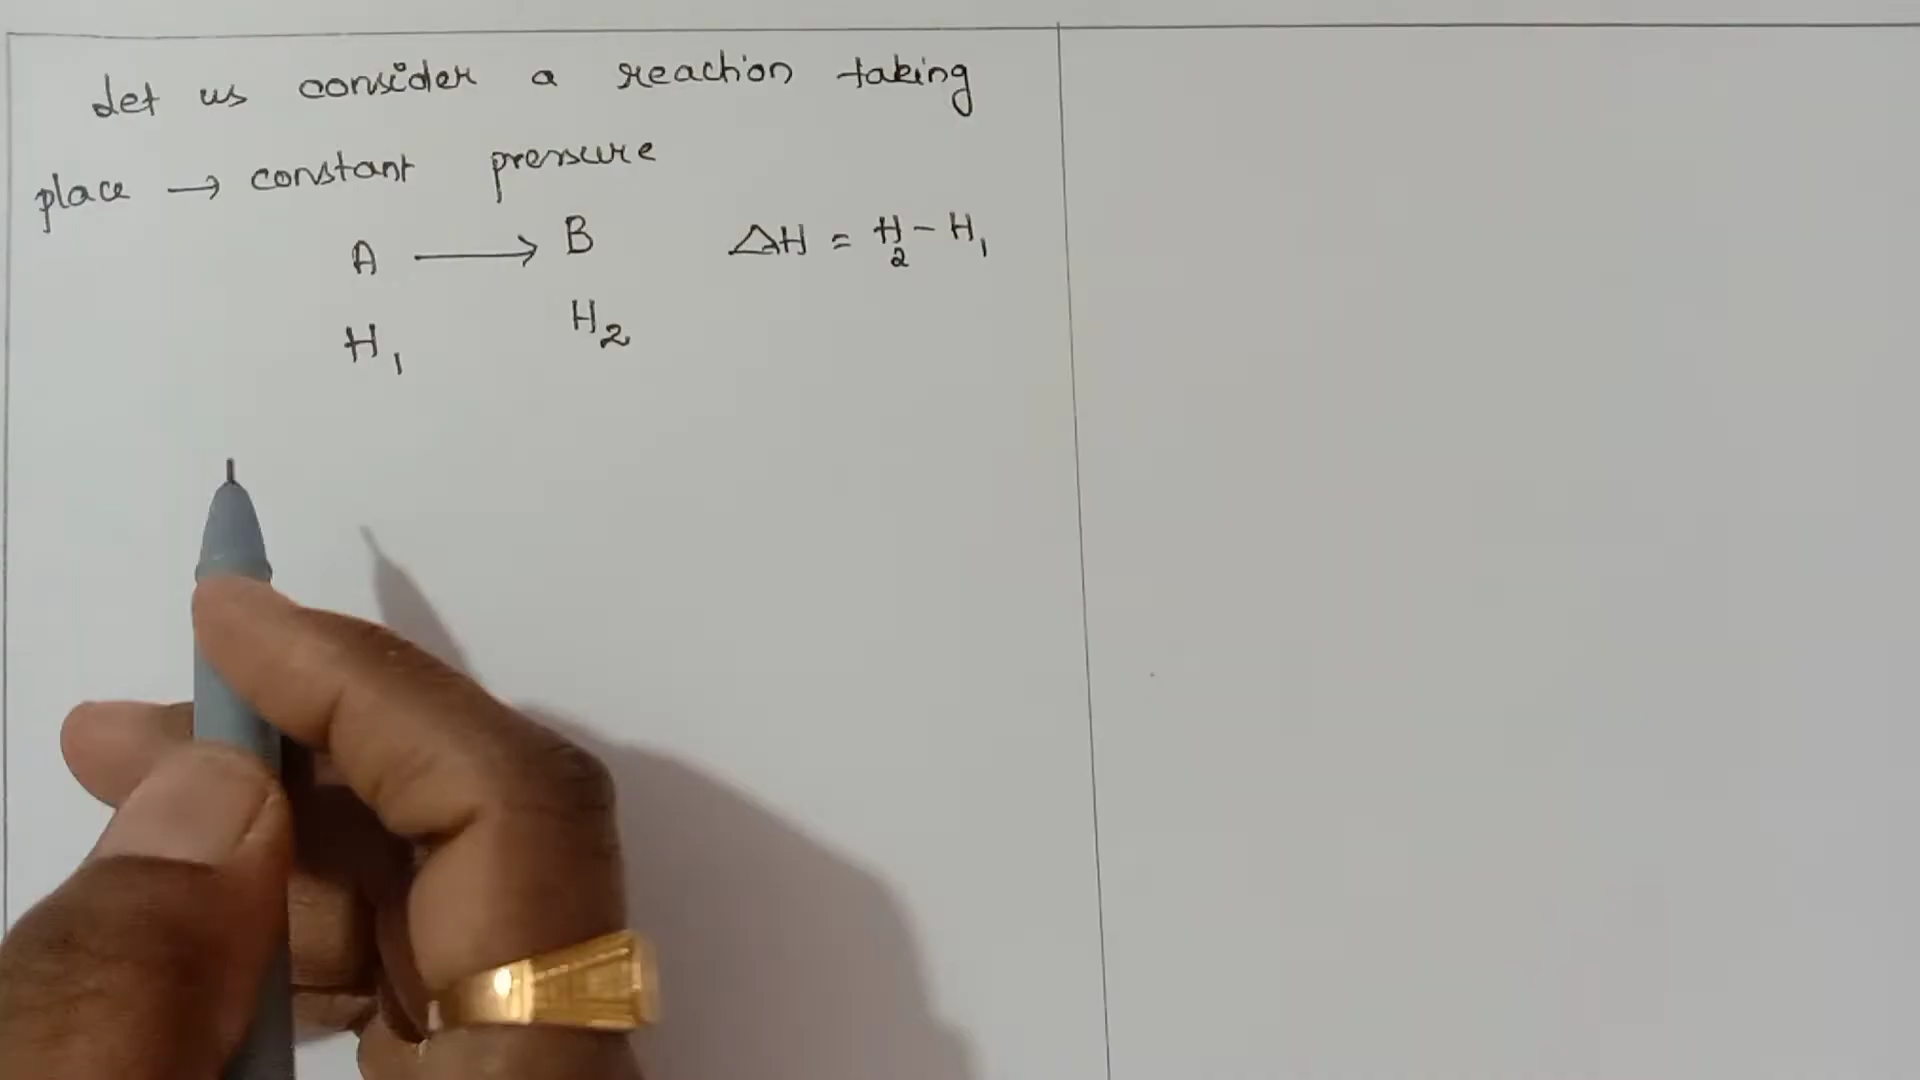 Let us consider a reaction taking
place → constant pressure
A ⟶ B ΔH = H₂ - H₁
H₁ H₂